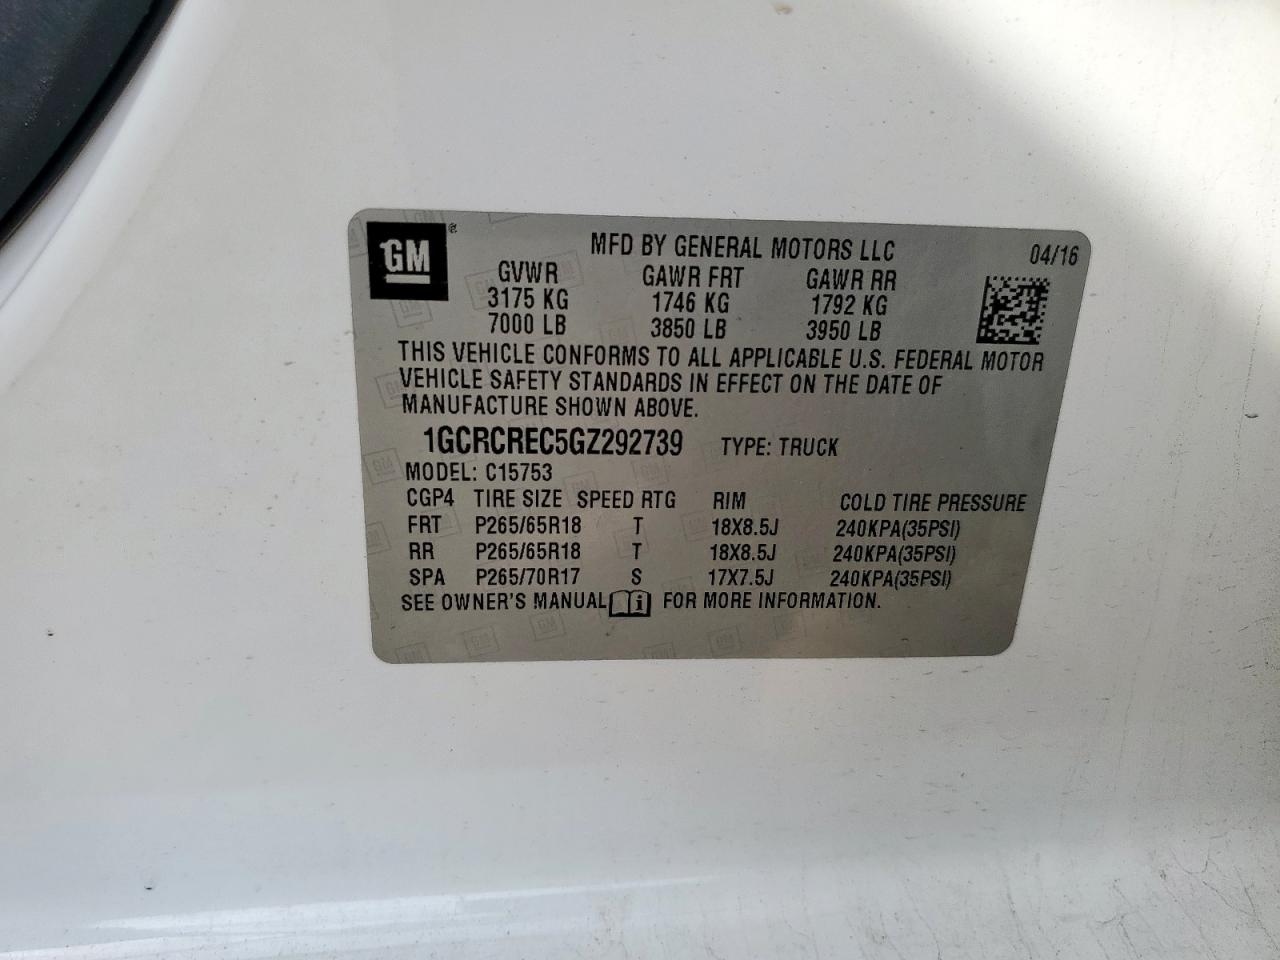 GM ® MFD BY GENERAL MOTORS LLC 04/16
GVWR GAWR FRT GAWR RR
3175 KG 1746 KG 1792 KG
7000 LB 3850 LB 3950 LB
THIS VEHICLE CONFORMS TO ALL APPLICABLE U.S. FEDERAL MOTOR
VEHICLE SAFETY STANDARDS IN EFFECT ON THE DATE OF
MANUFACTURE SHOWN ABOVE.
1GCRCREC5GZ292739 TYPE: TRUCK
MODEL: C15753
CGP4 TIRE SIZE SPEED RTG RIM COLD TIRE PRESSURE
FRT P265/65R18 T 18X8.5J 240KPA(35PSI)
RR P265/65R18 T 18X8.5J 240KPA(35PSI)
SPA P265/70R17 S 17X7.5J 240KPA(35PSI)
SEE OWNER'S MANUAL i FOR MORE INFORMATION.